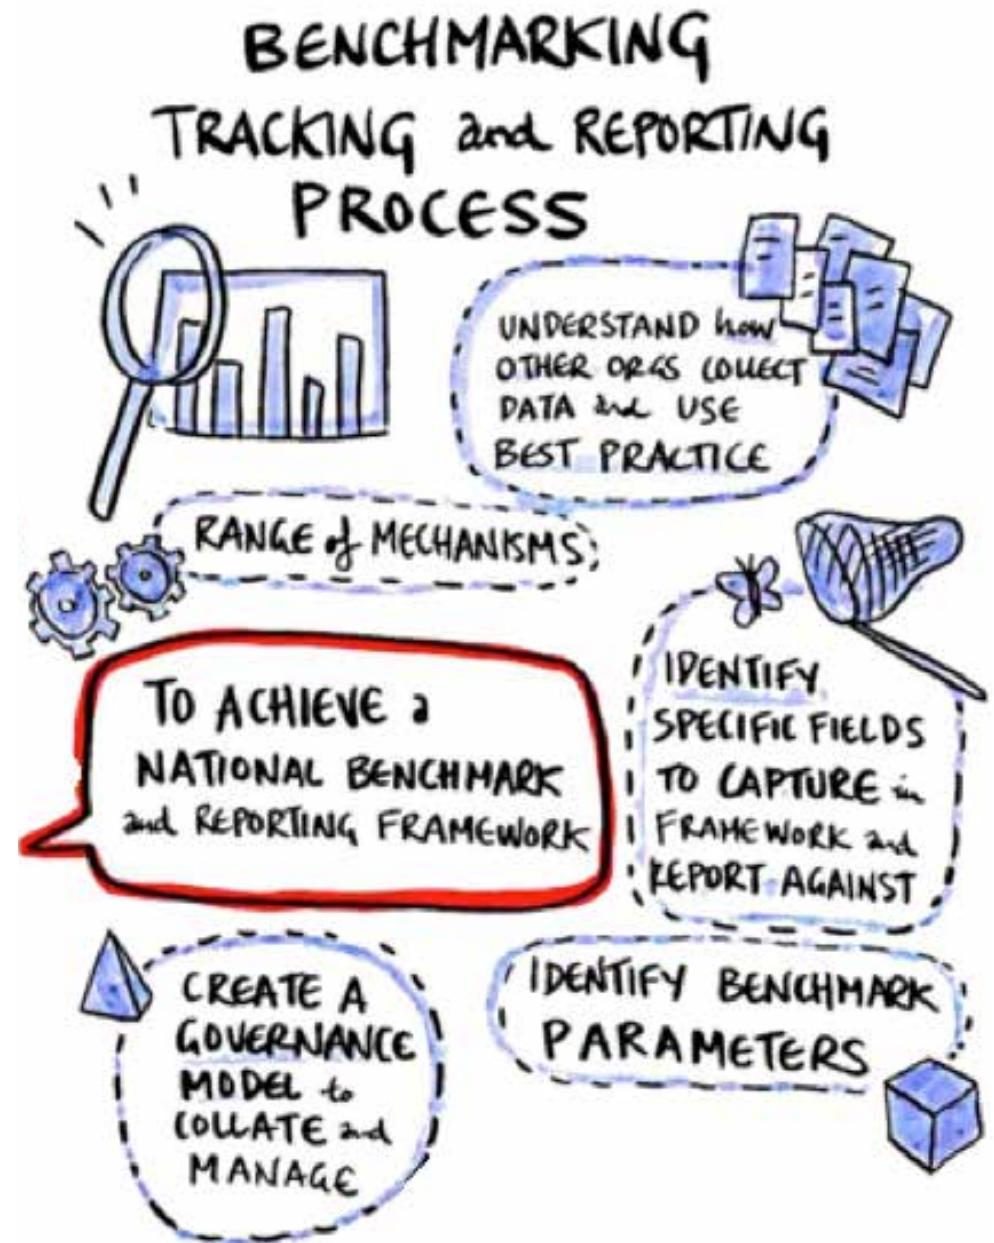 BENCHMARKING
TRACKING and REPORTING
PROCESS
UNDERSTAND how
OTHER ORGS COLLECT
DATA and USE
BEST PRACTICE
RANGE of MECHANISMS
TO ACHIEVE a
NATIONAL BENCHMARK
and REPORTING FRAMEWORK
IDENTIFY
SPECIFIC FIELDS
TO CAPTURE in
FRAMEWORK and
REPORT AGAINST
CREATE A
GOVERNANCE
MODEL to
COLLATE and
MANAGE
IDENTIFY BENCHMARK
PARAMETERS